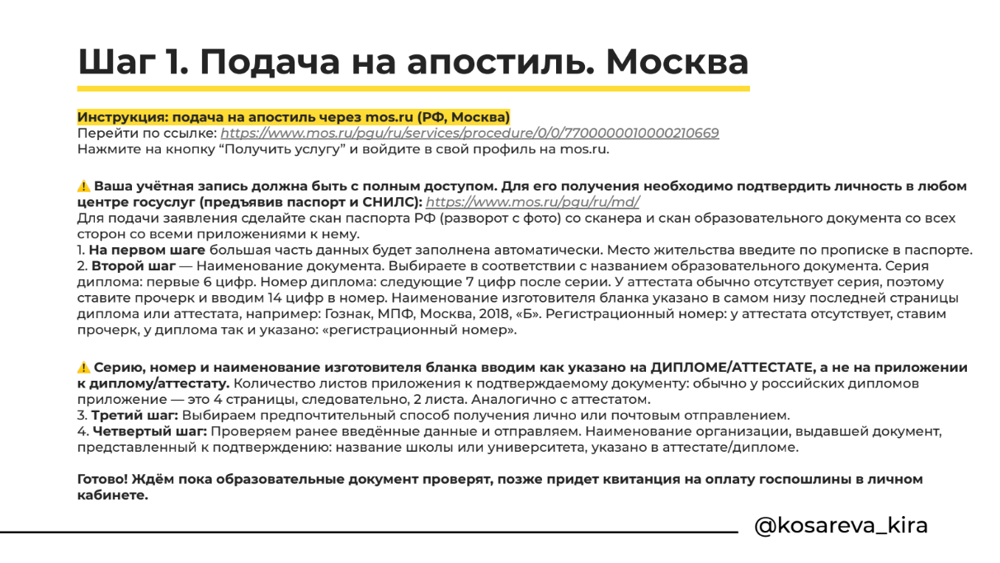 Шаг 1. Подача на апостиль. Москва
Инструкция: подача на апостиль через mos.ru (РФ, Москва)
Перейти по ссылке: https://www.mos.ru/pgu/ru/services/procedure/0/0/7700000010000210669
Нажмите на кнопку “Получить услугу” и войдите в свой профиль на mos.ru.
⚠️ Ваша учётная запись должна быть с полным доступом. Для его получения необходимо подтвердить личность в любом
центре госуслуг (предъявив паспорт и СНИЛС): https://www.mos.ru/pgu/ru/md/
Для подачи заявления сделайте скан паспорта РФ (разворот с фото) со сканера и скан образовательного документа со всех
сторон со всеми приложениями к нему.
1. На первом шаге большая часть данных будет заполнена автоматически. Место жительства введите по прописке в паспорте.
2. Второй шаг — Наименование документа. Выбираете в соответствии с названием образовательного документа. Серия
диплома: первые 6 цифр. Номер диплома: следующие 7 цифр после серии. У аттестата обычно отсутствует серия, поэтому
ставите прочерк и вводим 14 цифр в номер. Наименование изготовителя бланка указано в самом низу последней страницы
диплома или аттестата, например: Гознак, МПФ, Москва, 2018, «Б». Регистрационный номер: у аттестата отсутствует, ставим
прочерк, у диплома так и указано: «регистрационный номер».
⚠️ Серию, номер и наименование изготовителя бланка вводим как указано на ДИПЛОМЕ/АТТЕСТАТЕ, а не на приложении
к диплому/аттестату. Количество листов приложения к подтверждаемому документу: обычно у российских дипломов
приложение — это 4 страницы, следовательно, 2 листа. Аналогично с аттестатом.
3. Третий шаг: Выбираем предпочтительный способ получения лично или почтовым отправлением.
4. Четвертый шаг: Проверяем ранее введённые данные и отправляем. Наименование организации, выдавшей документ,
представленный к подтверждению: название школы или университета, указано в аттестате/дипломе.
Готово! Ждём пока образовательные документ проверят, позже придет квитанция на оплату госпошлины в личном
кабинете.
@kosareva_kira